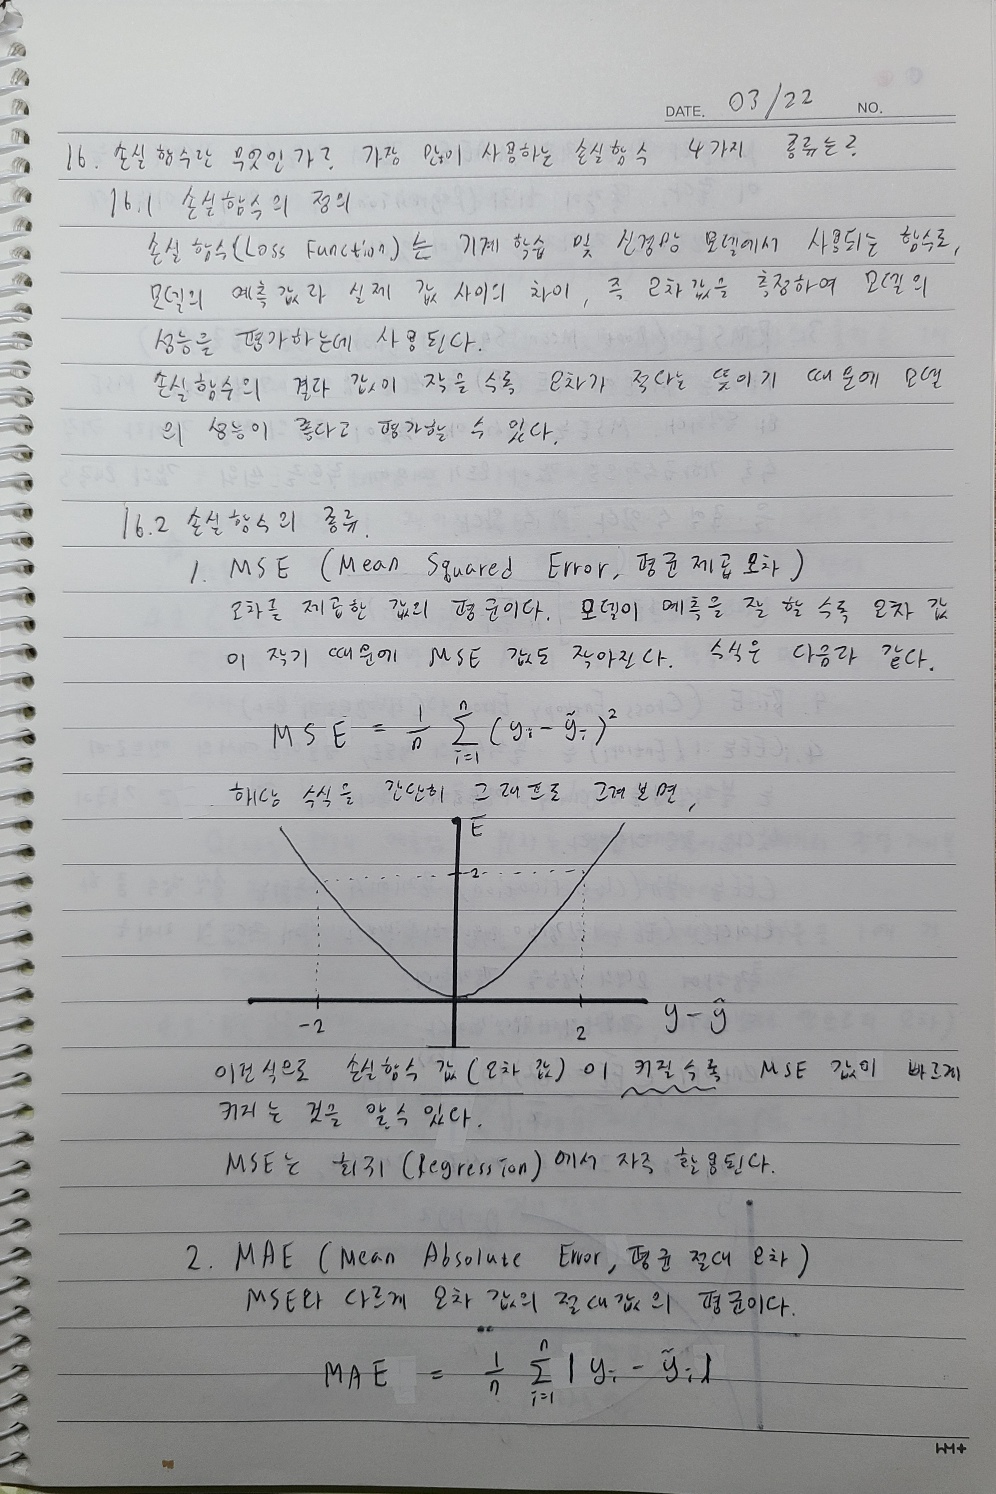 DATE. 03/22 NO.
16. 손실함수란 무엇인가? 가장 많이 사용하는 손실함수 4가지 종류는?
16.1 손실함수의 정의
손실함수(Loss Function)는 기계 학습 및 신경망 모델에서 사용되는 함수로,
모델의 예측값과 실제 값 사이의 차이, 즉 오차값을 측정하여 모델의
성능을 평가하는데 사용된다.
손실함수의 결과 값이 작을수록 오차가 적다는 뜻이기 때문에 모델
의 성능이 좋다고 평가할 수 있다.
16.2 손실함수의 종류.
1. MSE (Mean Squared Error, 평균제곱오차)
오차를 제곱한 값의 평균이다. 모델이 예측을 잘 할수록 오차 값
이 작기 때문에 MSE 값도 작아진다. 수식은 다음과 같다.
MSE = 1/n Σ_{i=1}^{n} (y_i - ỹ_i)²
해당 수식을 간단히 그래프로 그려보면,
E
2
-2 2 y-ŷ
이런식으로 손실함수 값(오차 값)이 커질수록 MSE 값이 빠르게
커지는 것을 알 수 있다.
MSE는 회귀(Regression)에서 자주 활용된다.
2. MAE (Mean Absolute Error, 평균 절대 오차)
MSE와 다르게 오차 값의 절대값의 평균이다.
MAE = 1/n Σ_{i=1}^{n} |y_i - ỹ_i|